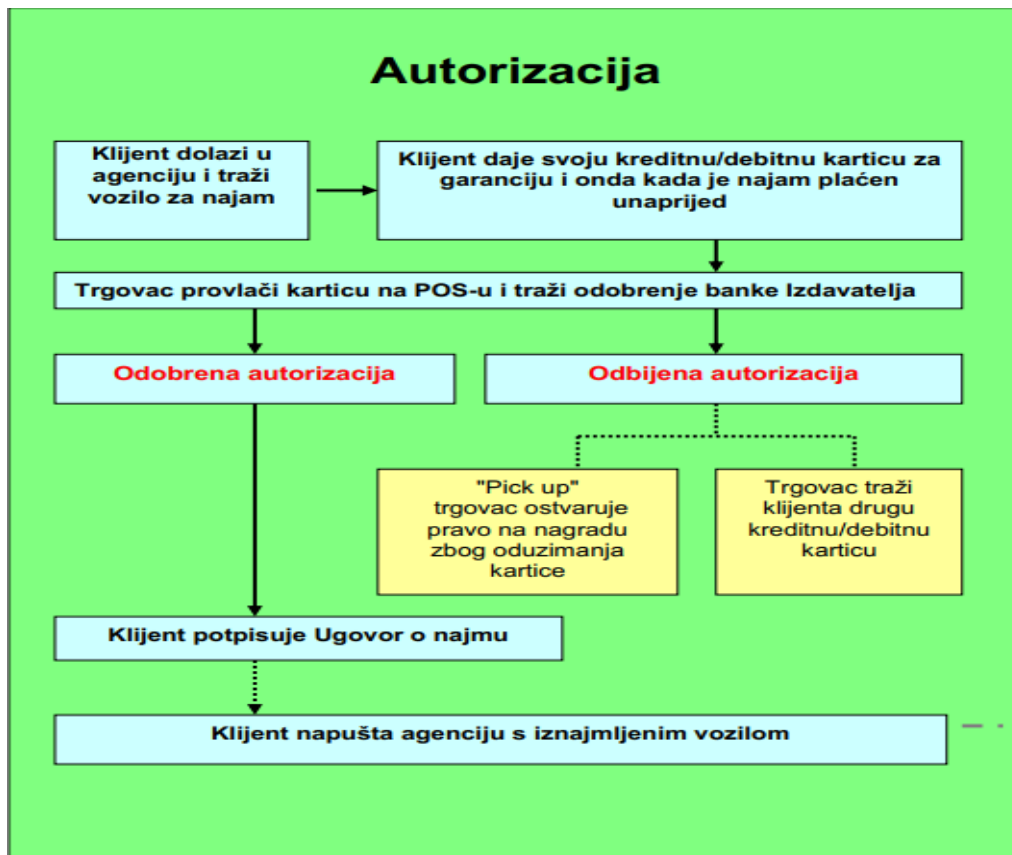 Autorizacija
Klijent dolazi u
agenciju i traži
vozilo za najam
Klijent daje svoju kreditnu/debitnu karticu za
garanciju i onda kada je najam plaćen
unaprijed
Trgovac provlači karticu na POS-u i traži odobrenje banke Izdavatelja
Odobrena autorizacija
Odbijena autorizacija
"Pick up"
trgovac ostvaruje
pravo na nagradu
zbog oduzimanja
kartice
Trgovac traži
klijenta drugu
kreditnu/debitnu
karticu
Klijent potpisuje Ugovor o najmu
Klijent napušta agenciju s iznajmljenim vozilom